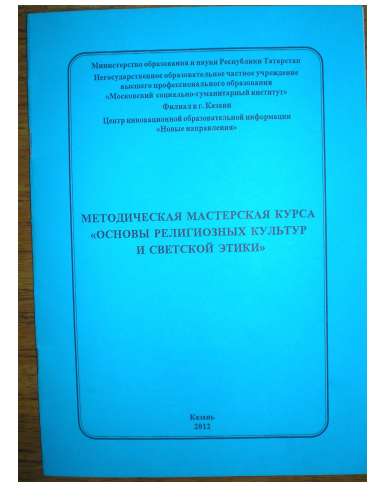 Министерство образования и науки Республики Татарстан
Негосударственное образовательное частное учреждение
высшего профессионального образования
«Московский социально-гуманитарный институт»
Филиал в г. Казани
Центр инновационной образовательной информации
«Новые направления»
МЕТОДИЧЕСКАЯ МАСТЕРСКАЯ КУРСА
«ОСНОВЫ РЕЛИГИОЗНЫХ КУЛЬТУР
И СВЕТСКОЙ ЭТИКИ»
Казань
2012